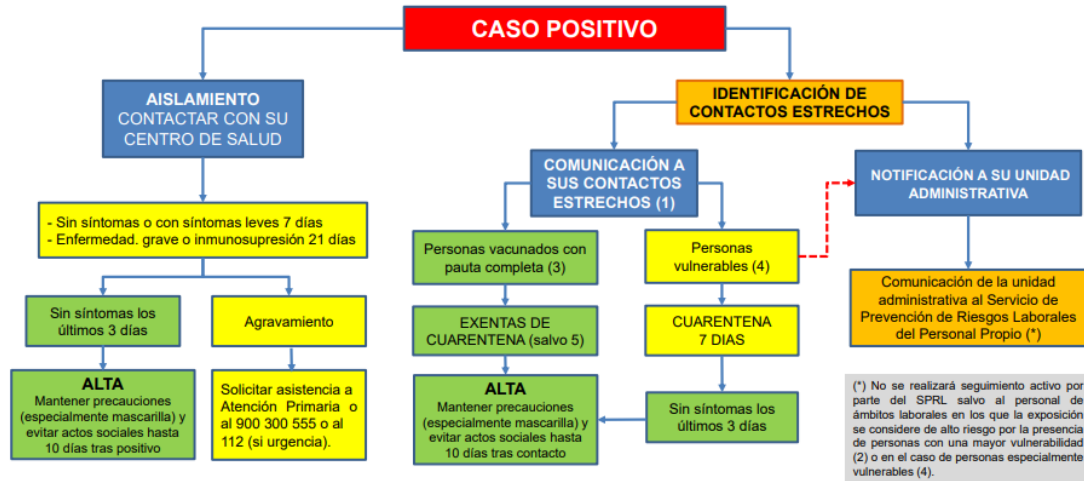 CASO POSITIVO
AISLAMIENTO
CONTACTAR CON SU
CENTRO DE SALUD
- Sin síntomas o con síntomas leves 7 días
- Enfermedad. grave o inmunosupresión 21 días
Sin síntomas los
últimos 3 días
Agravamiento
ALTA
Mantener precauciones
(especialmente mascarilla) y
evitar actos sociales hasta
10 días tras positivo
Solicitar asistencia a
Atención Primaria o
al 900 300 555 o al
112 (si urgencia).
IDENTIFICACIÓN DE
CONTACTOS ESTRECHOS
COMUNICACIÓN A
SUS CONTACTOS
ESTRECHOS (1)
Personas vacunados con
pauta completa (3)
Personas
vulnerables (4)
EXENTAS DE
CUARENTENA (salvo 5)
CUARENTENA
7 DIAS
ALTA
Mantener precauciones
(especialmente mascarilla) y
evitar actos sociales hasta
10 días tras contacto
Sin síntomas los
últimos 3 días
NOTIFICACIÓN A SU UNIDAD
ADMINISTRATIVA
Comunicación de la unidad
administrativa al Servicio de
Prevención de Riesgos Laborales
del Personal Propio (*)
(*) No se realizará seguimiento activo por
parte del SPRL salvo al personal de
ámbitos laborales en los que la exposición
se considere de alto riesgo por la presencia
de personas con una mayor vulnerabilidad
(2) o en el caso de personas especialmente
vulnerables (4).